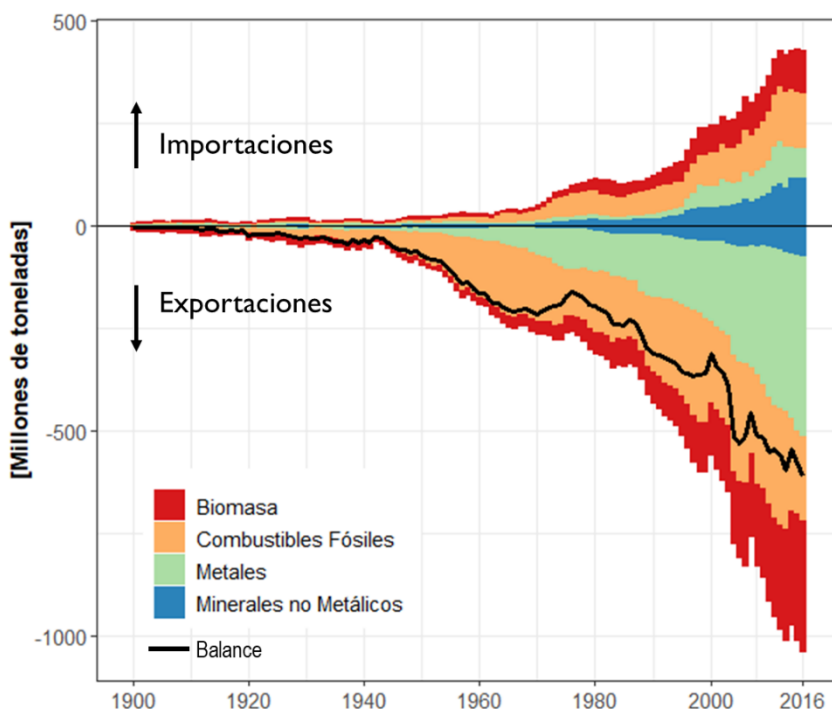 [Millones de toneladas]
500
0
-500
-1000
Importaciones
Exportaciones
Biomasa
Combustibles Fósiles
Metales
Minerales no Metálicos
Balance
1900 1920 1940 1960 1980 2000 2016